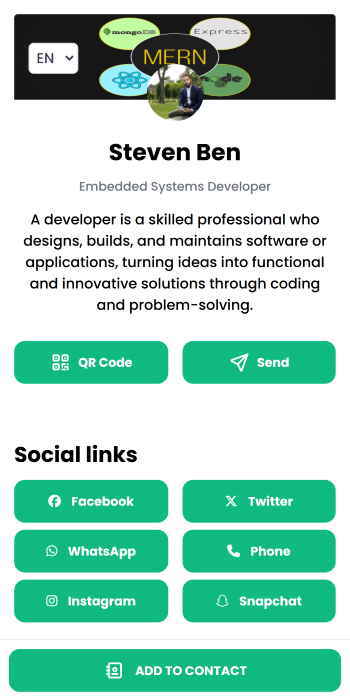 mongoDB
Express
EN
MERN
node
Steven Ben
Embedded Systems Developer
A developer is a skilled professional who
designs, builds, and maintains software or
applications, turning ideas into functional
and innovative solutions through coding
and problem-solving.
QR Code
Send
Social links
Facebook
Twitter
WhatsApp
Phone
Instagram
Snapchat
ADD TO CONTACT